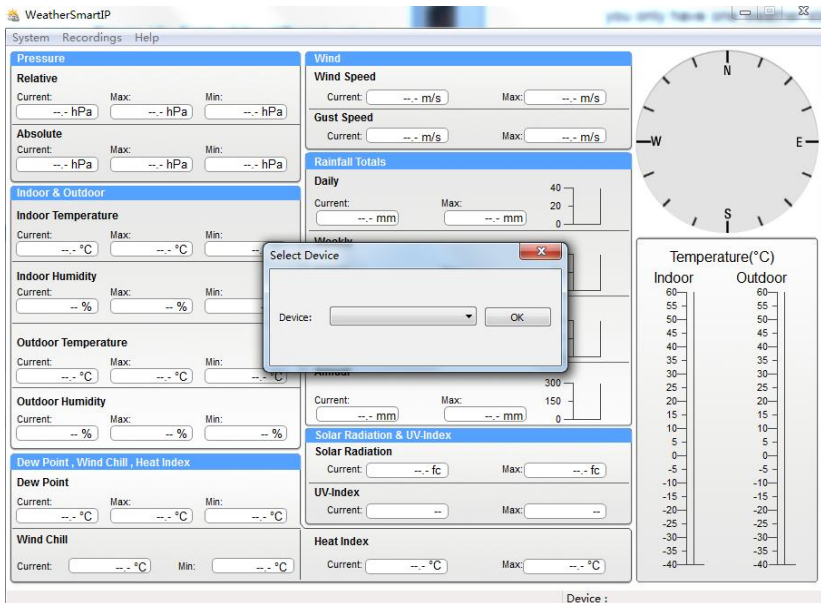 WeatherSmartIP
you only have one
System Recordings Help
Pressure
Relative
Current: Max: Min:
--.- hPa --.- hPa --.- hPa
Absolute
Current: Max: Min:
--.- hPa --.- hPa --.- hPa
Indoor & Outdoor
Indoor Temperature
Current: Max: Min:
--.- °C --.- °C
Indoor Humidity
Current: Max: Min:
-- % -- %
Outdoor Temperature
Current: Max: Min:
--.- °C --.- °C --.- °C
Outdoor Humidity
Current: Max: Min:
-- % -- % -- %
Dew Point , Wind Chill , Heat Index
Dew Point
Current: Max: Min:
--.- °C --.- °C --.- °C
Wind Chill
Current: --.- °C Min: --.- °C
Wind
Wind Speed
Current: --.- m/s Max: --.- m/s
Gust Speed
Current: --.- m/s Max: --.- m/s
Rainfall Totals
Daily
Current: Max:
--.- mm --.- mm
40
20
0
Weekly
Select Device
Device: OK
Annual
Current: Max:
--.- mm --.- mm
300
150
0
Solar Radiation & UV-Index
Solar Radiation
Current: --.- fc Max: --.- fc
UV-Index
Current: -- Max: --
Heat Index
Current: --.- °C Max: --.- °C
N
W E
S
Temperature(°C)
Indoor Outdoor
60 60
55 55
50 50
45 45
40 40
35 35
30 30
25 25
20 20
15 15
10 10
5 5
0 0
-5 -5
-10 -10
-15 -15
-20 -20
-25 -25
-30 -30
-35 -35
-40 -40
Device :